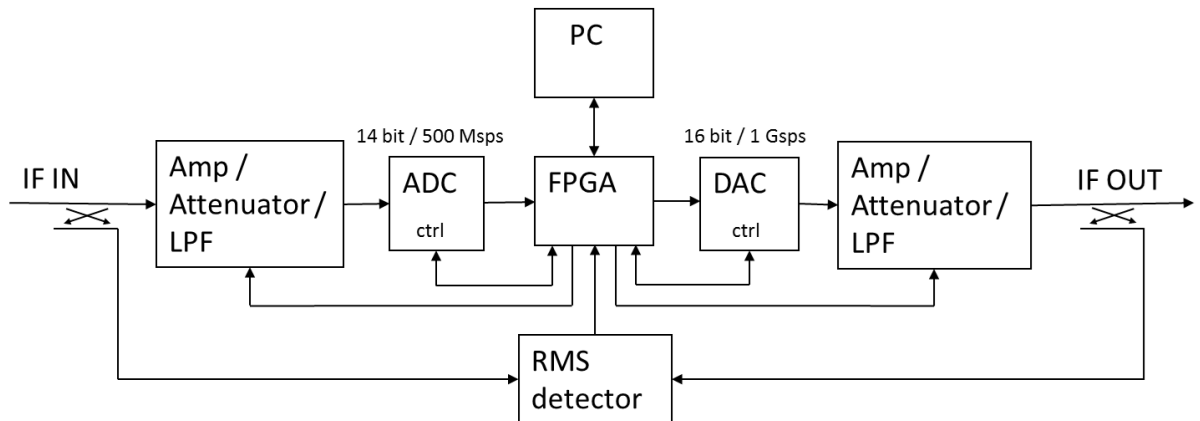 PC
14 bit / 500 Msps
16 bit / 1 Gsps
IF IN
Amp /
Attenuator /
LPF
ADC
ctrl
FPGA
DAC
ctrl
Amp /
Attenuator /
LPF
IF OUT
RMS
detector